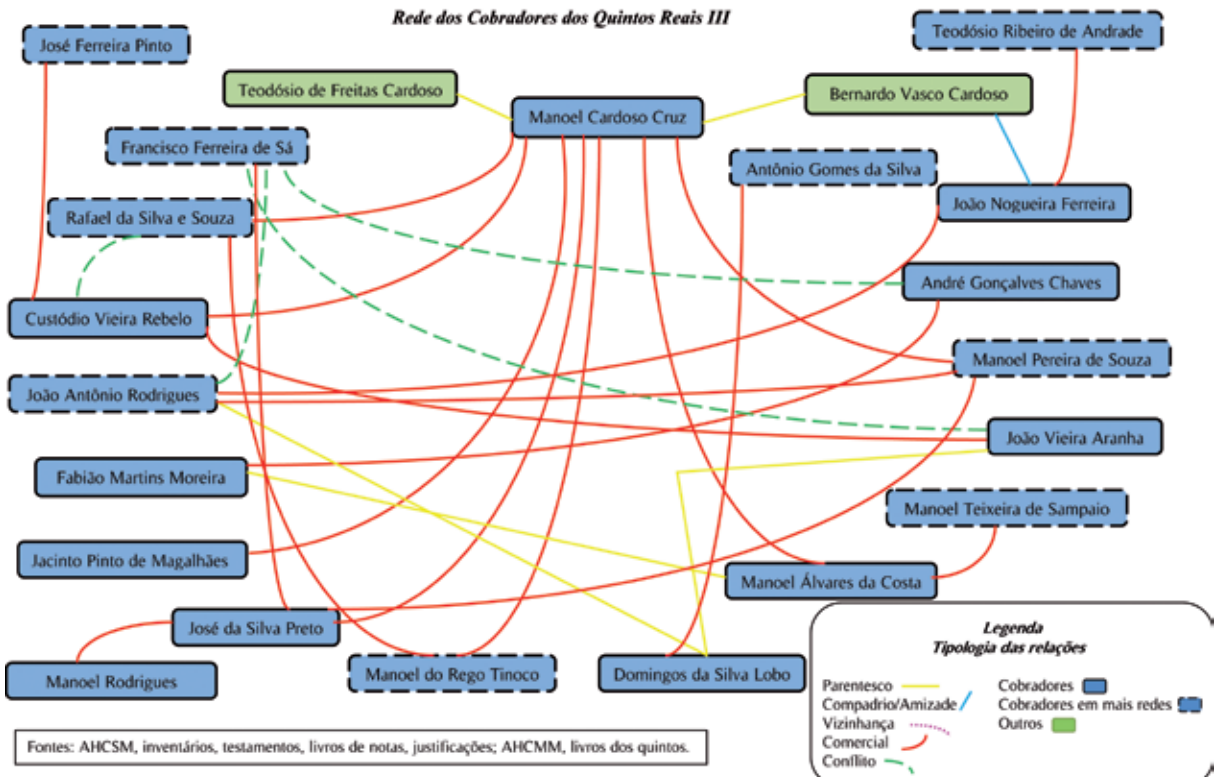 Rede dos Cobradores dos Quintos Reais III
José Ferreira Pinto
Teodósio Ribeiro de Andrade
Teodósio de Freitas Cardoso
Bernardo Vasco Cardoso
Manoel Cardoso Cruz
Francisco Ferreira de Sá
Antônio Gomes da Silva
Rafael da Silva e Souza
João Nogueira Ferreira
André Gonçalves Chaves
Custódio Vieira Rebelo
Manoel Pereira de Souza
João Antônio Rodrigues
João Vieira Aranha
Fabião Martins Moreira
Manoel Teixeira de Sampaio
Jacinto Pinto de Magalhães
Manoel Álvares da Costa
José da Silva Preto
Manoel Rodrigues
Manoel do Rego Tinoco
Domingos da Silva Lobo
Legenda
Tipologia das relações
Parentesco
Compadrio/Amizade
Vizinhança
Comercial
Conflito
Cobradores
Cobradores em mais redes
Outros
Fontes: AHCSM, inventários, testamentos, livros de notas, justificações; AHCMM, livros dos quintos.